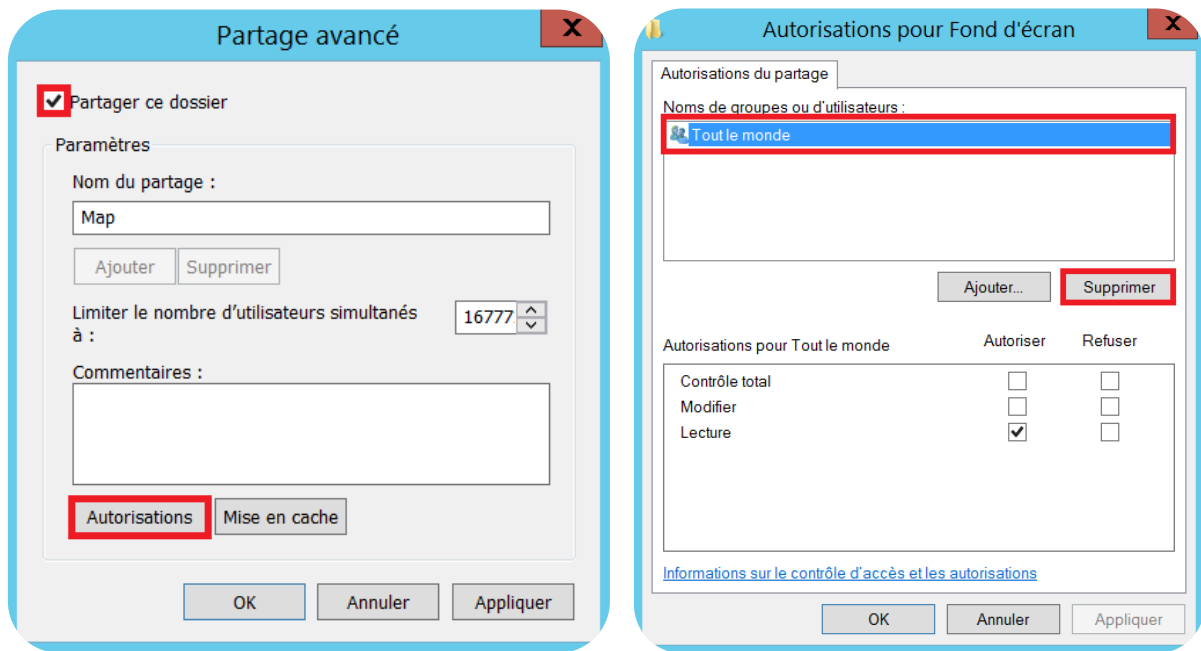 Partage avancé
X
Partager ce dossier
Paramètres
Nom du partage :
Map
Ajouter
Supprimer
Limiter le nombre d'utilisateurs simultanés
à :
16777
Commentaires :
Autorisations
Mise en cache
OK
Annuler
Appliquer
Autorisations pour Fond d'écran
X
Autorisations du partage
Noms de groupes ou d'utilisateurs :
Tout le monde
Ajouter...
Supprimer
Autorisations pour Tout le monde
Autoriser
Refuser
Contrôle total
Modifier
Lecture
Informations sur le contrôle d'accès et les autorisations
OK
Annuler
Appliquer